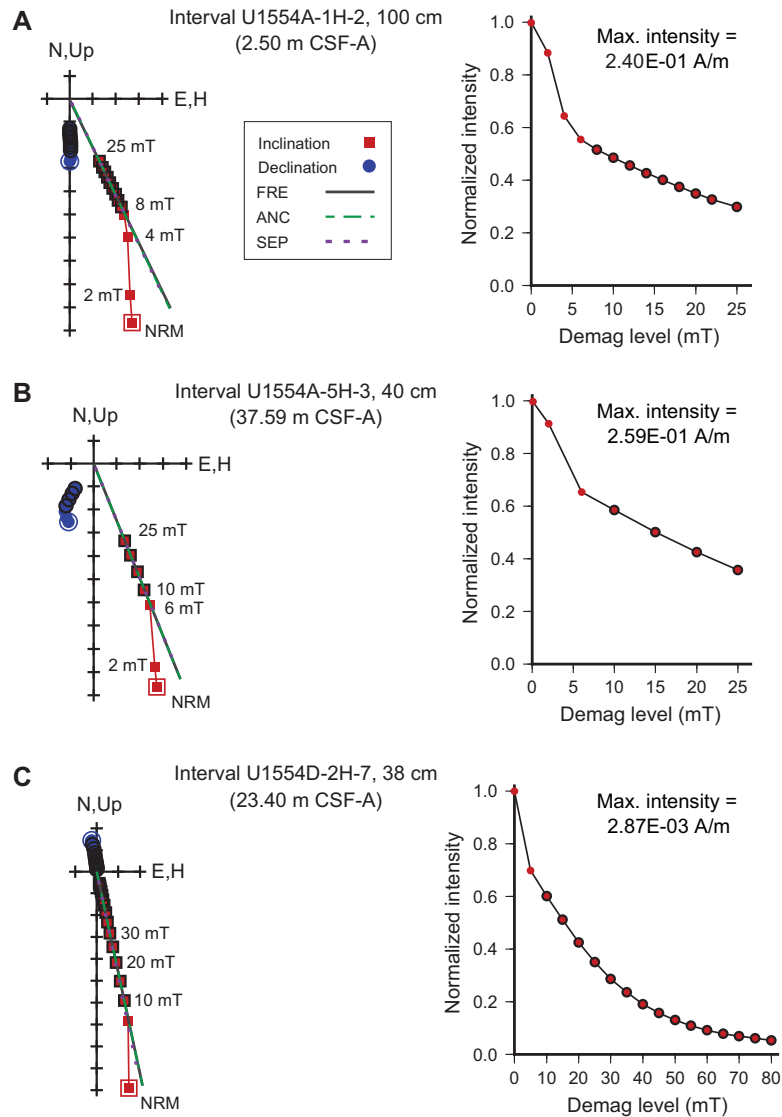 A
Interval U1554A-1H-2, 100 cm
(2.50 m CSF-A)
N,Up
E,H
25 mT
8 mT
4 mT
2 mT
NRM
Inclination
Declination
FRE
ANC
SEP
Max. intensity =
2.40E-01 A/m
Normalized intensity
1.0
0.8
0.6
0.4
0.2
0.0
0 5 10 15 20 25
Demag level (mT)
B
Interval U1554A-5H-3, 40 cm
(37.59 m CSF-A)
N,Up
E,H
25 mT
10 mT
6 mT
2 mT
NRM
Max. intensity =
2.59E-01 A/m
Normalized intensity
1.0
0.8
0.6
0.4
0.2
0.0
0 5 10 15 20 25
Demag level (mT)
C
Interval U1554D-2H-7, 38 cm
(23.40 m CSF-A)
N,Up
E,H
30 mT
20 mT
10 mT
NRM
Max. intensity =
2.87E-03 A/m
Normalized intensity
1.0
0.8
0.6
0.4
0.2
0.0
0 10 20 30 40 50 60 70 80
Demag level (mT)